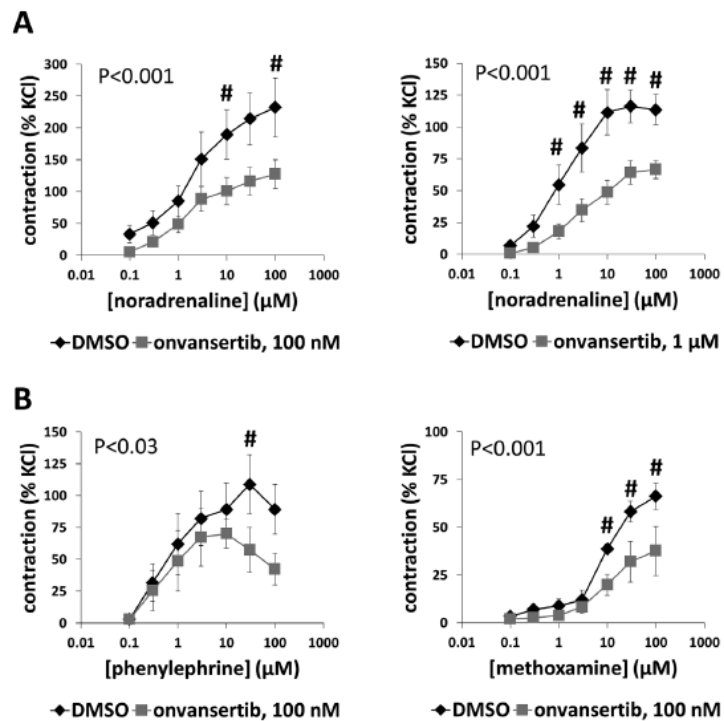 A
P<0.001
#
#
300
250
200
150
100
50
0
contraction (% KCl)
0.01 0.1 1 10 100 1000
[noradrenaline] (μM)
DMSO onvansertib, 100 nM
P<0.001
# # # # #
150
125
100
75
50
25
0
contraction (% KCl)
0.01 0.1 1 10 100 1000
[noradrenaline] (μM)
DMSO onvansertib, 1 μM
B
P<0.03
#
150
125
100
75
50
25
0
contraction (% KCl)
0.01 0.1 1 10 100 1000
[phenylephrine] (μM)
DMSO onvansertib, 100 nM
P<0.001
# # #
100
75
50
25
0
contraction (% KCl)
0.01 0.1 1 10 100 1000
[methoxamine] (μM)
DMSO onvansertib, 100 nM